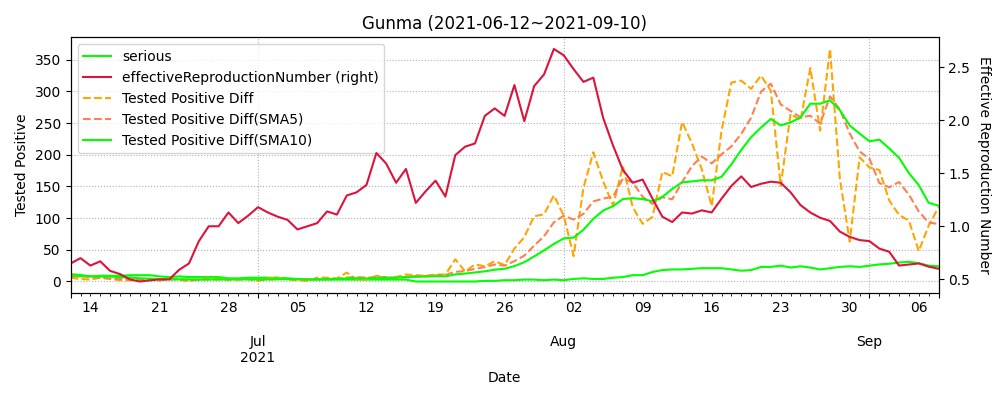 Gunma (2021-06-12~2021-09-10)
serious
effectiveReproductionNumber (right)
Tested Positive Diff
Tested Positive Diff(SMA5)
Tested Positive Diff(SMA10)
Tested Positive
350
300
250
200
150
100
50
0
2.5
2.0
1.5
1.0
0.5
Effective Reproduction Number
14 21 28 05 12 19 26 02 09 16 23 30 06
Jul Aug Sep
2021
Date